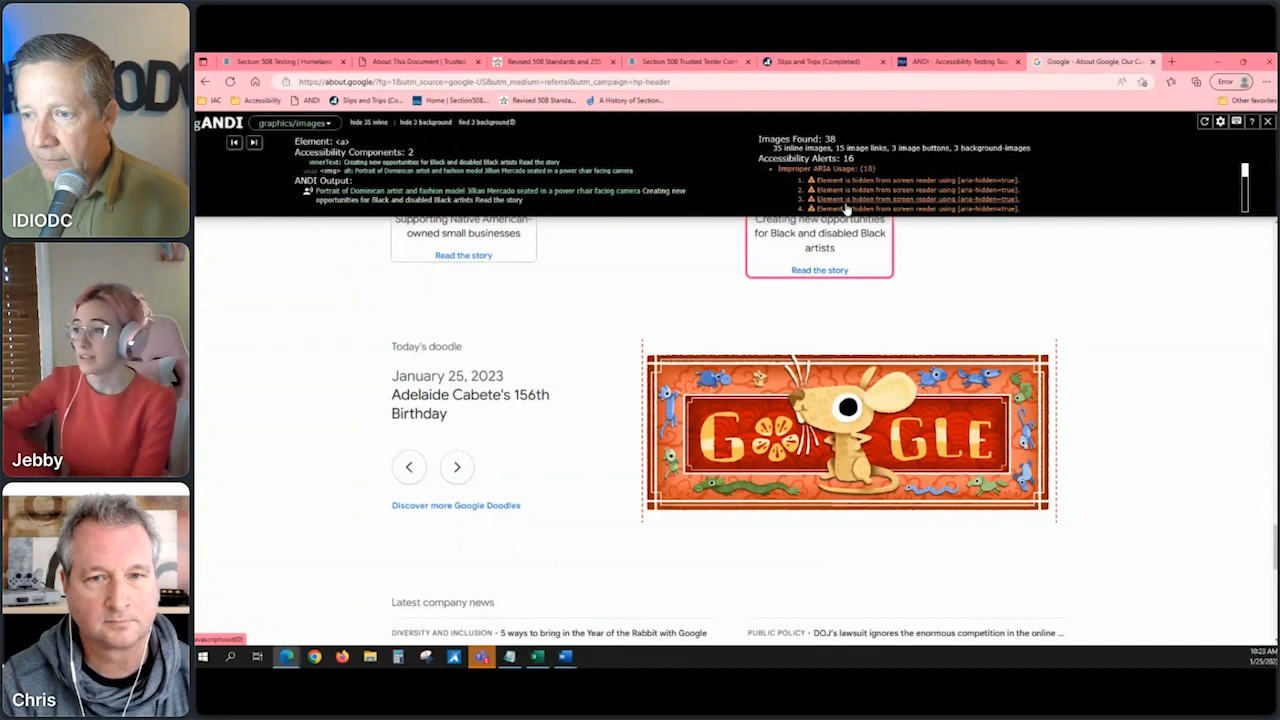 IDIODC
Jebby
Chris
Section 508 Testing | Homeland
About This Document | Trusted
Revised 508 Standards and 255
Section 508 Trusted Tester Con
Slips and Trips (Completed)
ANDI - Accessibility Testing Too
Google - About Google, Our Cu
https://about.google/?fg=1&utm_source=google-US&utm_medium=referral&utm_campaign=hp-header
Error
IAC
Accessibility
ANDI
Slips and Trips (Co...
Home | Section508....
Revised 508 Standa...
A History of Section...
Other favorites
gANDI
graphics/images
hide 35 inline
hide 3 background
find 3 background
Element: <a>
Accessibility Components: 2
innerText: Creating new opportunities for Black and disabled Black artists Read the story
child <img> alt: Portrait of Dominican artist and fashion model Jillian Mercado seated in a power chair facing camera
ANDI Output:
Portrait of Dominican artist and fashion model Jillian Mercado seated in a power chair facing camera Creating new
opportunities for Black and disabled Black artists Read the story
Images Found: 38
35 inline images, 15 image links, 3 image buttons, 3 background-images
Accessibility Alerts: 16
Improper ARIA Usage: (10)
1. Element is hidden from screen reader using [aria-hidden=true].
2. Element is hidden from screen reader using [aria-hidden=true].
3. Element is hidden from screen reader using [aria-hidden=true].
4. Element is hidden from screen reader using [aria-hidden=true].
Supporting Native American-
owned small businesses
Read the story
Creating new opportunities
for Black and disabled Black
artists
Read the story
Today's doodle
January 25, 2023
Adelaide Cabete's 156th
Birthday
Discover more Google Doodles
GOOGLE
Latest company news
DIVERSITY AND INCLUSION • 5 ways to bring in the Year of the Rabbit with Google
PUBLIC POLICY • DOJ's lawsuit ignores the enormous competition in the online ...
javascript:void(0)
10:23 AM
1/25/202